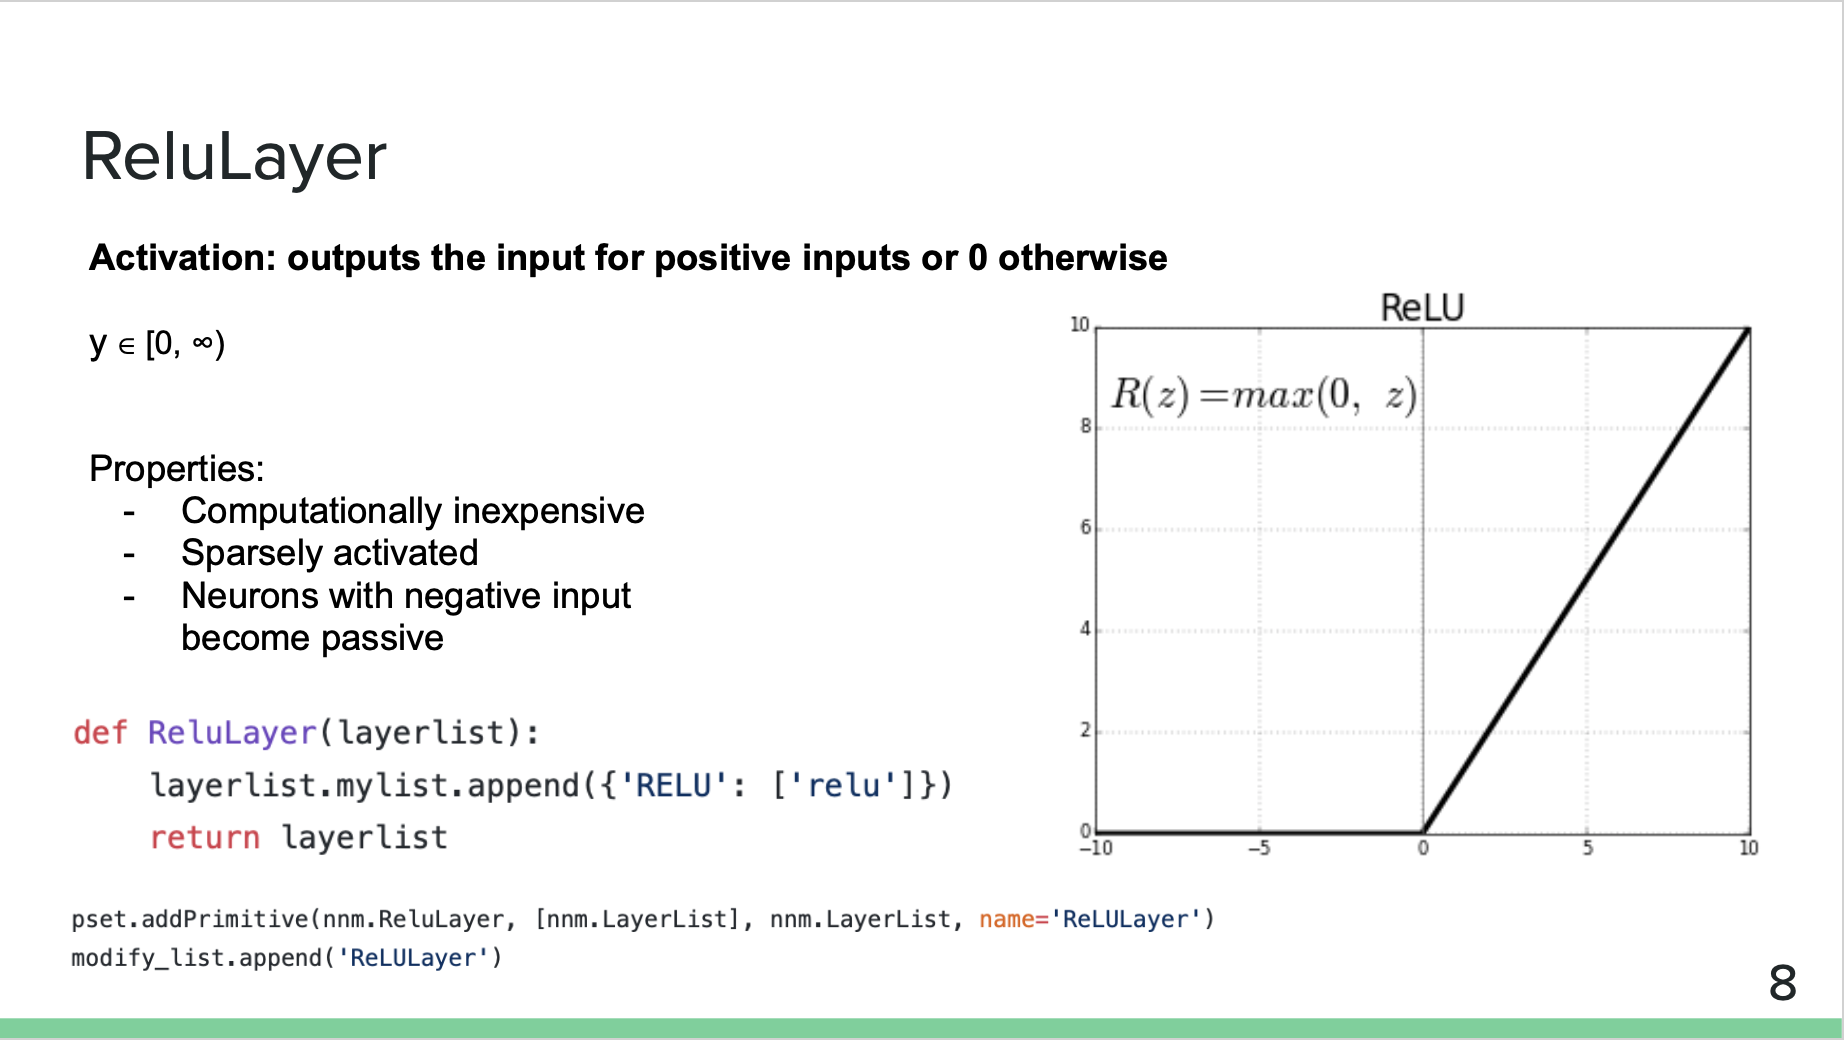 ReluLayer
Activation: outputs the input for positive inputs or 0 otherwise
y ∈ [0, ∞)
Properties:
- Computationally inexpensive
- Sparsely activated
- Neurons with negative input
become passive
def ReluLayer(layerlist):
    layerlist.mylist.append({'RELU': ['relu']})
    return layerlist
pset.addPrimitive(nnm.ReluLayer, [nnm.LayerList], nnm.LayerList, name='ReLULayer')
modify_list.append('ReLULayer')
ReLU
R(z)=max(0, z)
10
8
6
4
2
0
−10 −5 0 5 10
8